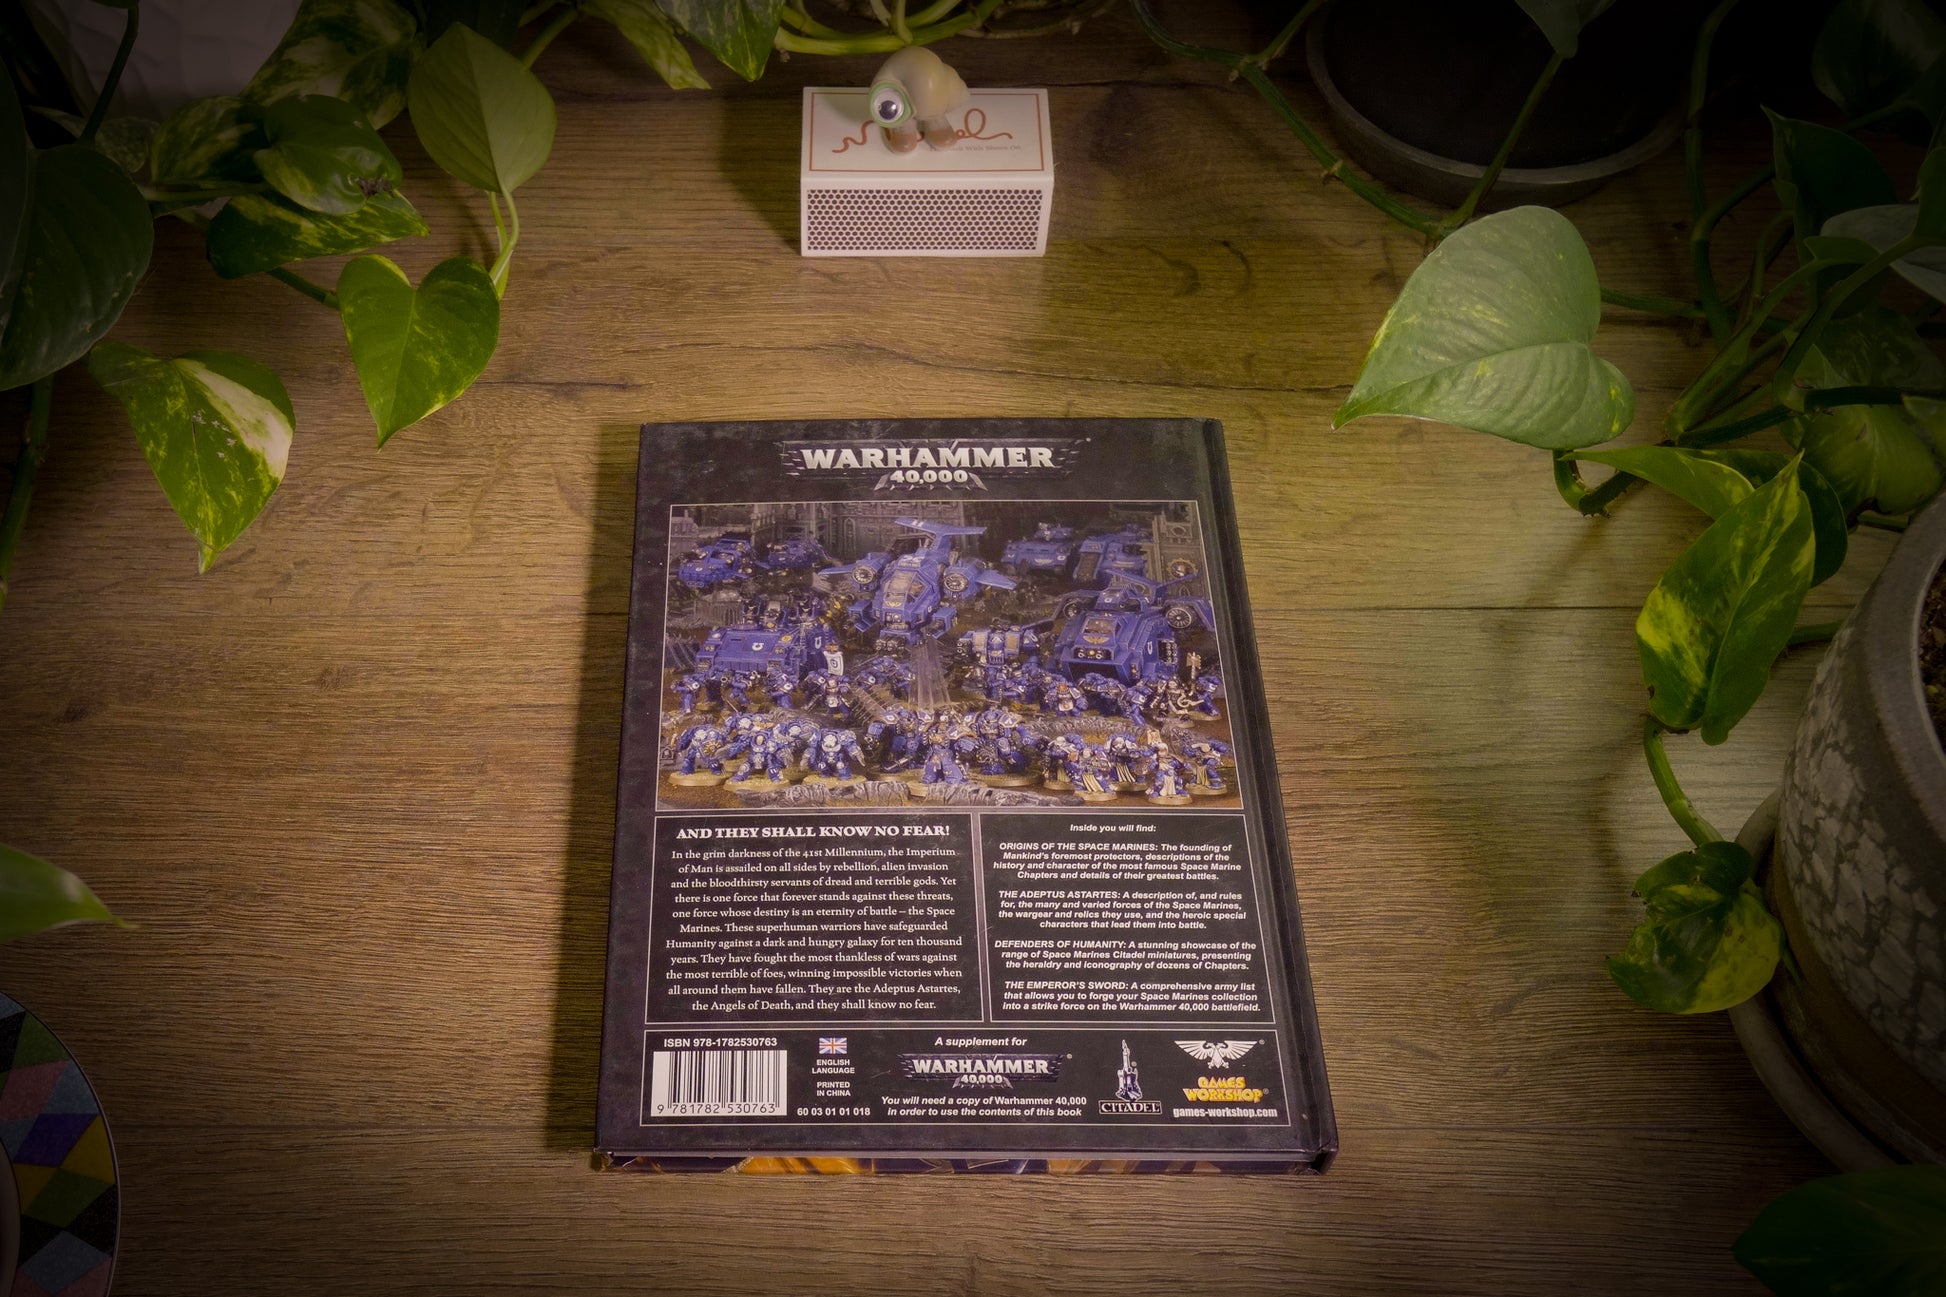 With Shoes On
WARHAMMER
40,000
AND THEY SHALL KNOW NO FEAR!
In the grim darkness of the 41st Millennium, the Imperium
of Man is assailed on all sides by rebellion, alien invasion
and the bloodthirsty servants of dread and terrible gods. Yet
there is one force that forever stands against these threats,
one force whose destiny is an eternity of battle – the Space
Marines. These superhuman warriors have safeguarded
Humanity against a dark and hungry galaxy for ten thousand
years. They have fought the most thankless of wars against
the most terrible of foes, winning impossible victories when
all around them have fallen. They are the Adeptus Astartes,
the Angels of Death, and they shall know no fear.
Inside you will find:
ORIGINS OF THE SPACE MARINES: The founding of
Mankind's foremost protectors, descriptions of the
history and character of the most famous Space Marine
Chapters and details of their greatest battles.
THE ADEPTUS ASTARTES: A description of, and rules
for, the many and varied forces of the Space Marines,
the wargear and relics they use, and the heroic special
characters that lead them into battle.
DEFENDERS OF HUMANITY: A stunning showcase of the
range of Space Marines Citadel miniatures, presenting
the heraldry and iconography of dozens of Chapters.
THE EMPEROR'S SWORD: A comprehensive army list
that allows you to forge your Space Marines collection
into a strike force on the Warhammer 40,000 battlefield.
ISBN 978-1782530763
9 781782 530763
ENGLISH
LANGUAGE
PRINTED
IN CHINA
60 03 01 01 018
A supplement for
WARHAMMER
40,000
You will need a copy of Warhammer 40,000
in order to use the contents of this book
CITADEL
GAMES
WORKSHOP
games-workshop.com